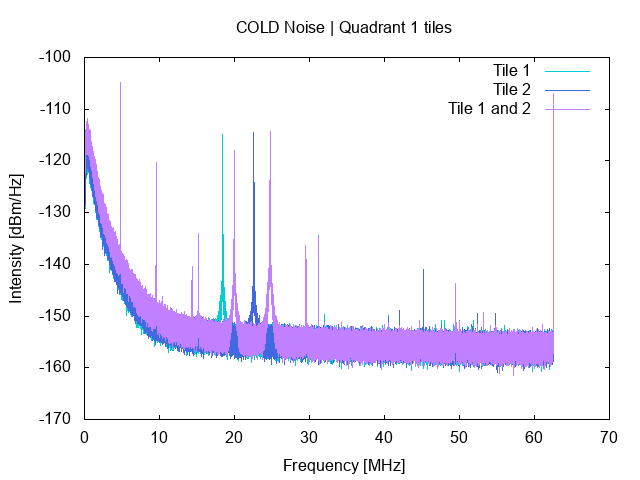 COLD Noise | Quadrant 1 tiles
-100
-110
-120
-130
-140
-150
-160
-170
Intensity [dBm/Hz]
Tile 1
Tile 2
Tile 1 and 2
0 10 20 30 40 50 60 70
Frequency [MHz]